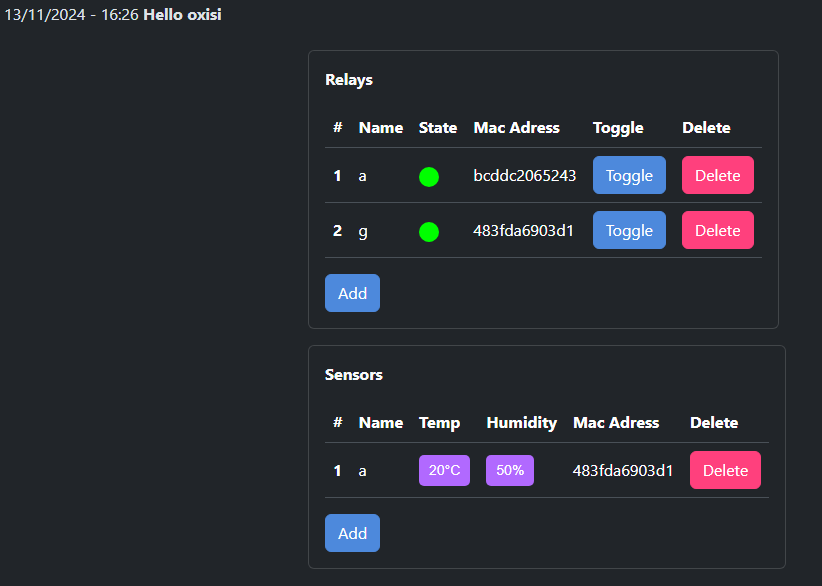 13/11/2024 - 16:26 Hello oxisi
Relays
# Name State Mac Adress Toggle Delete
1 a bcddc2065243 Toggle Delete
2 g 483fda6903d1 Toggle Delete
Add
Sensors
# Name Temp Humidity Mac Adress Delete
1 a 20°C 50% 483fda6903d1 Delete
Add